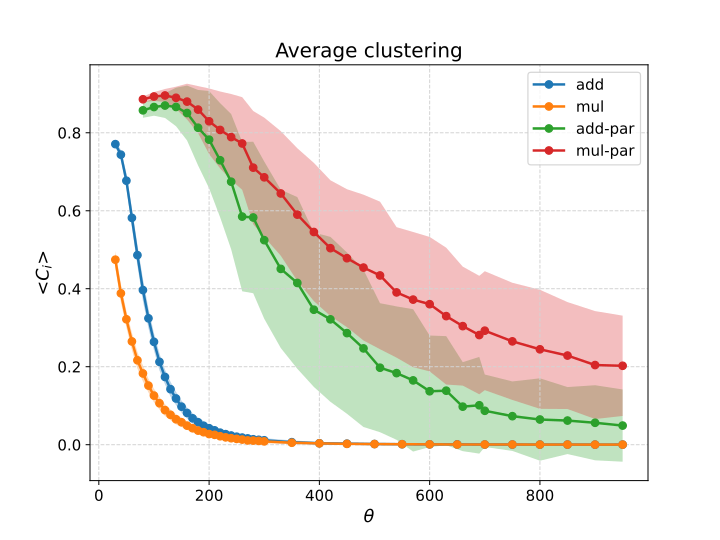 Average clustering
<C_i>
0.8
0.6
0.4
0.2
0.0
0
200
400
600
800
θ
add
mul
add-par
mul-par